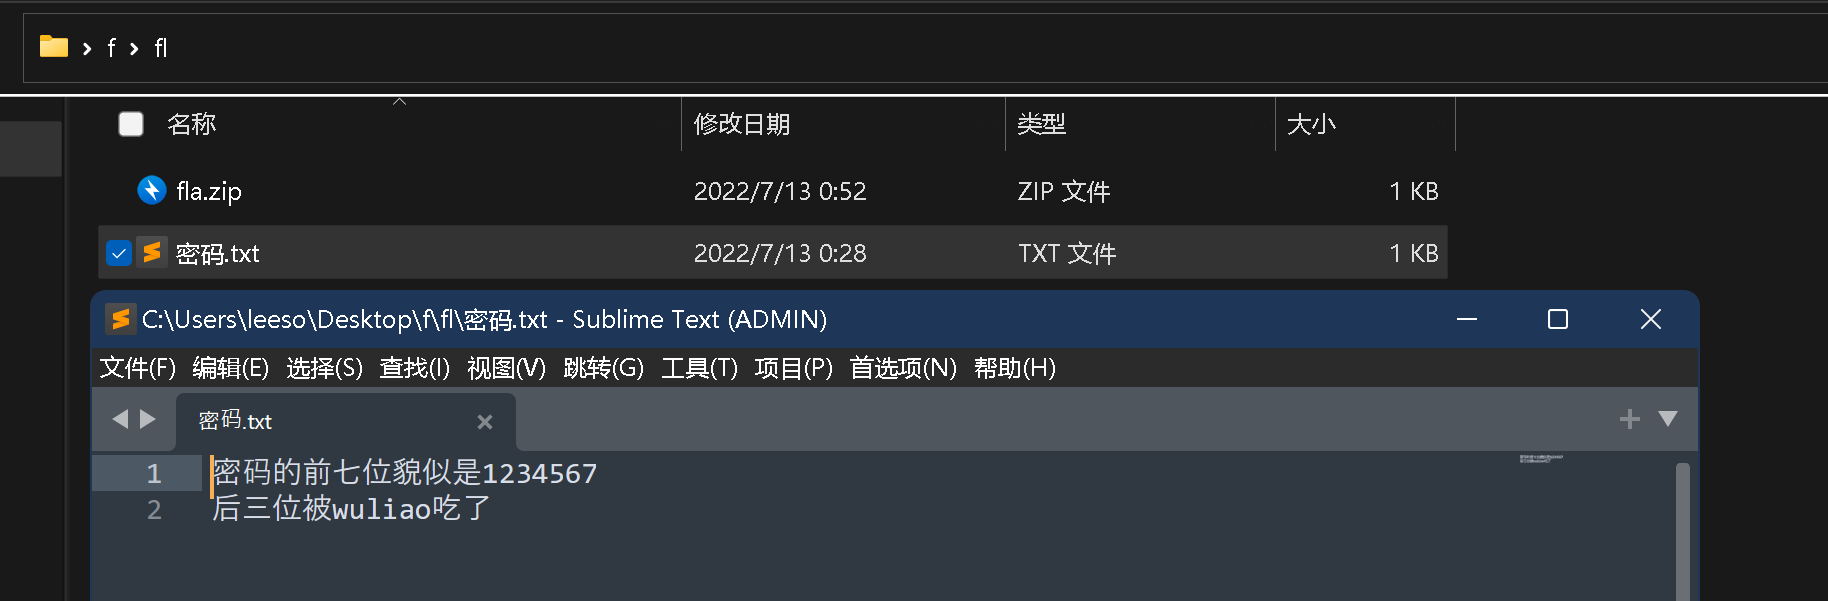 f › fl
名称 修改日期 类型 大小
fla.zip 2022/7/13 0:52 ZIP 文件 1 KB
密码.txt 2022/7/13 0:28 TXT 文件 1 KB
C:\Users\leeso\Desktop\f\fl\密码.txt - Sublime Text (ADMIN)
文件(F) 编辑(E) 选择(S) 查找(I) 视图(V) 跳转(G) 工具(T) 项目(P) 首选项(N) 帮助(H)
密码.txt
1 密码的前七位貌似是1234567
2 后三位被wuliao吃了